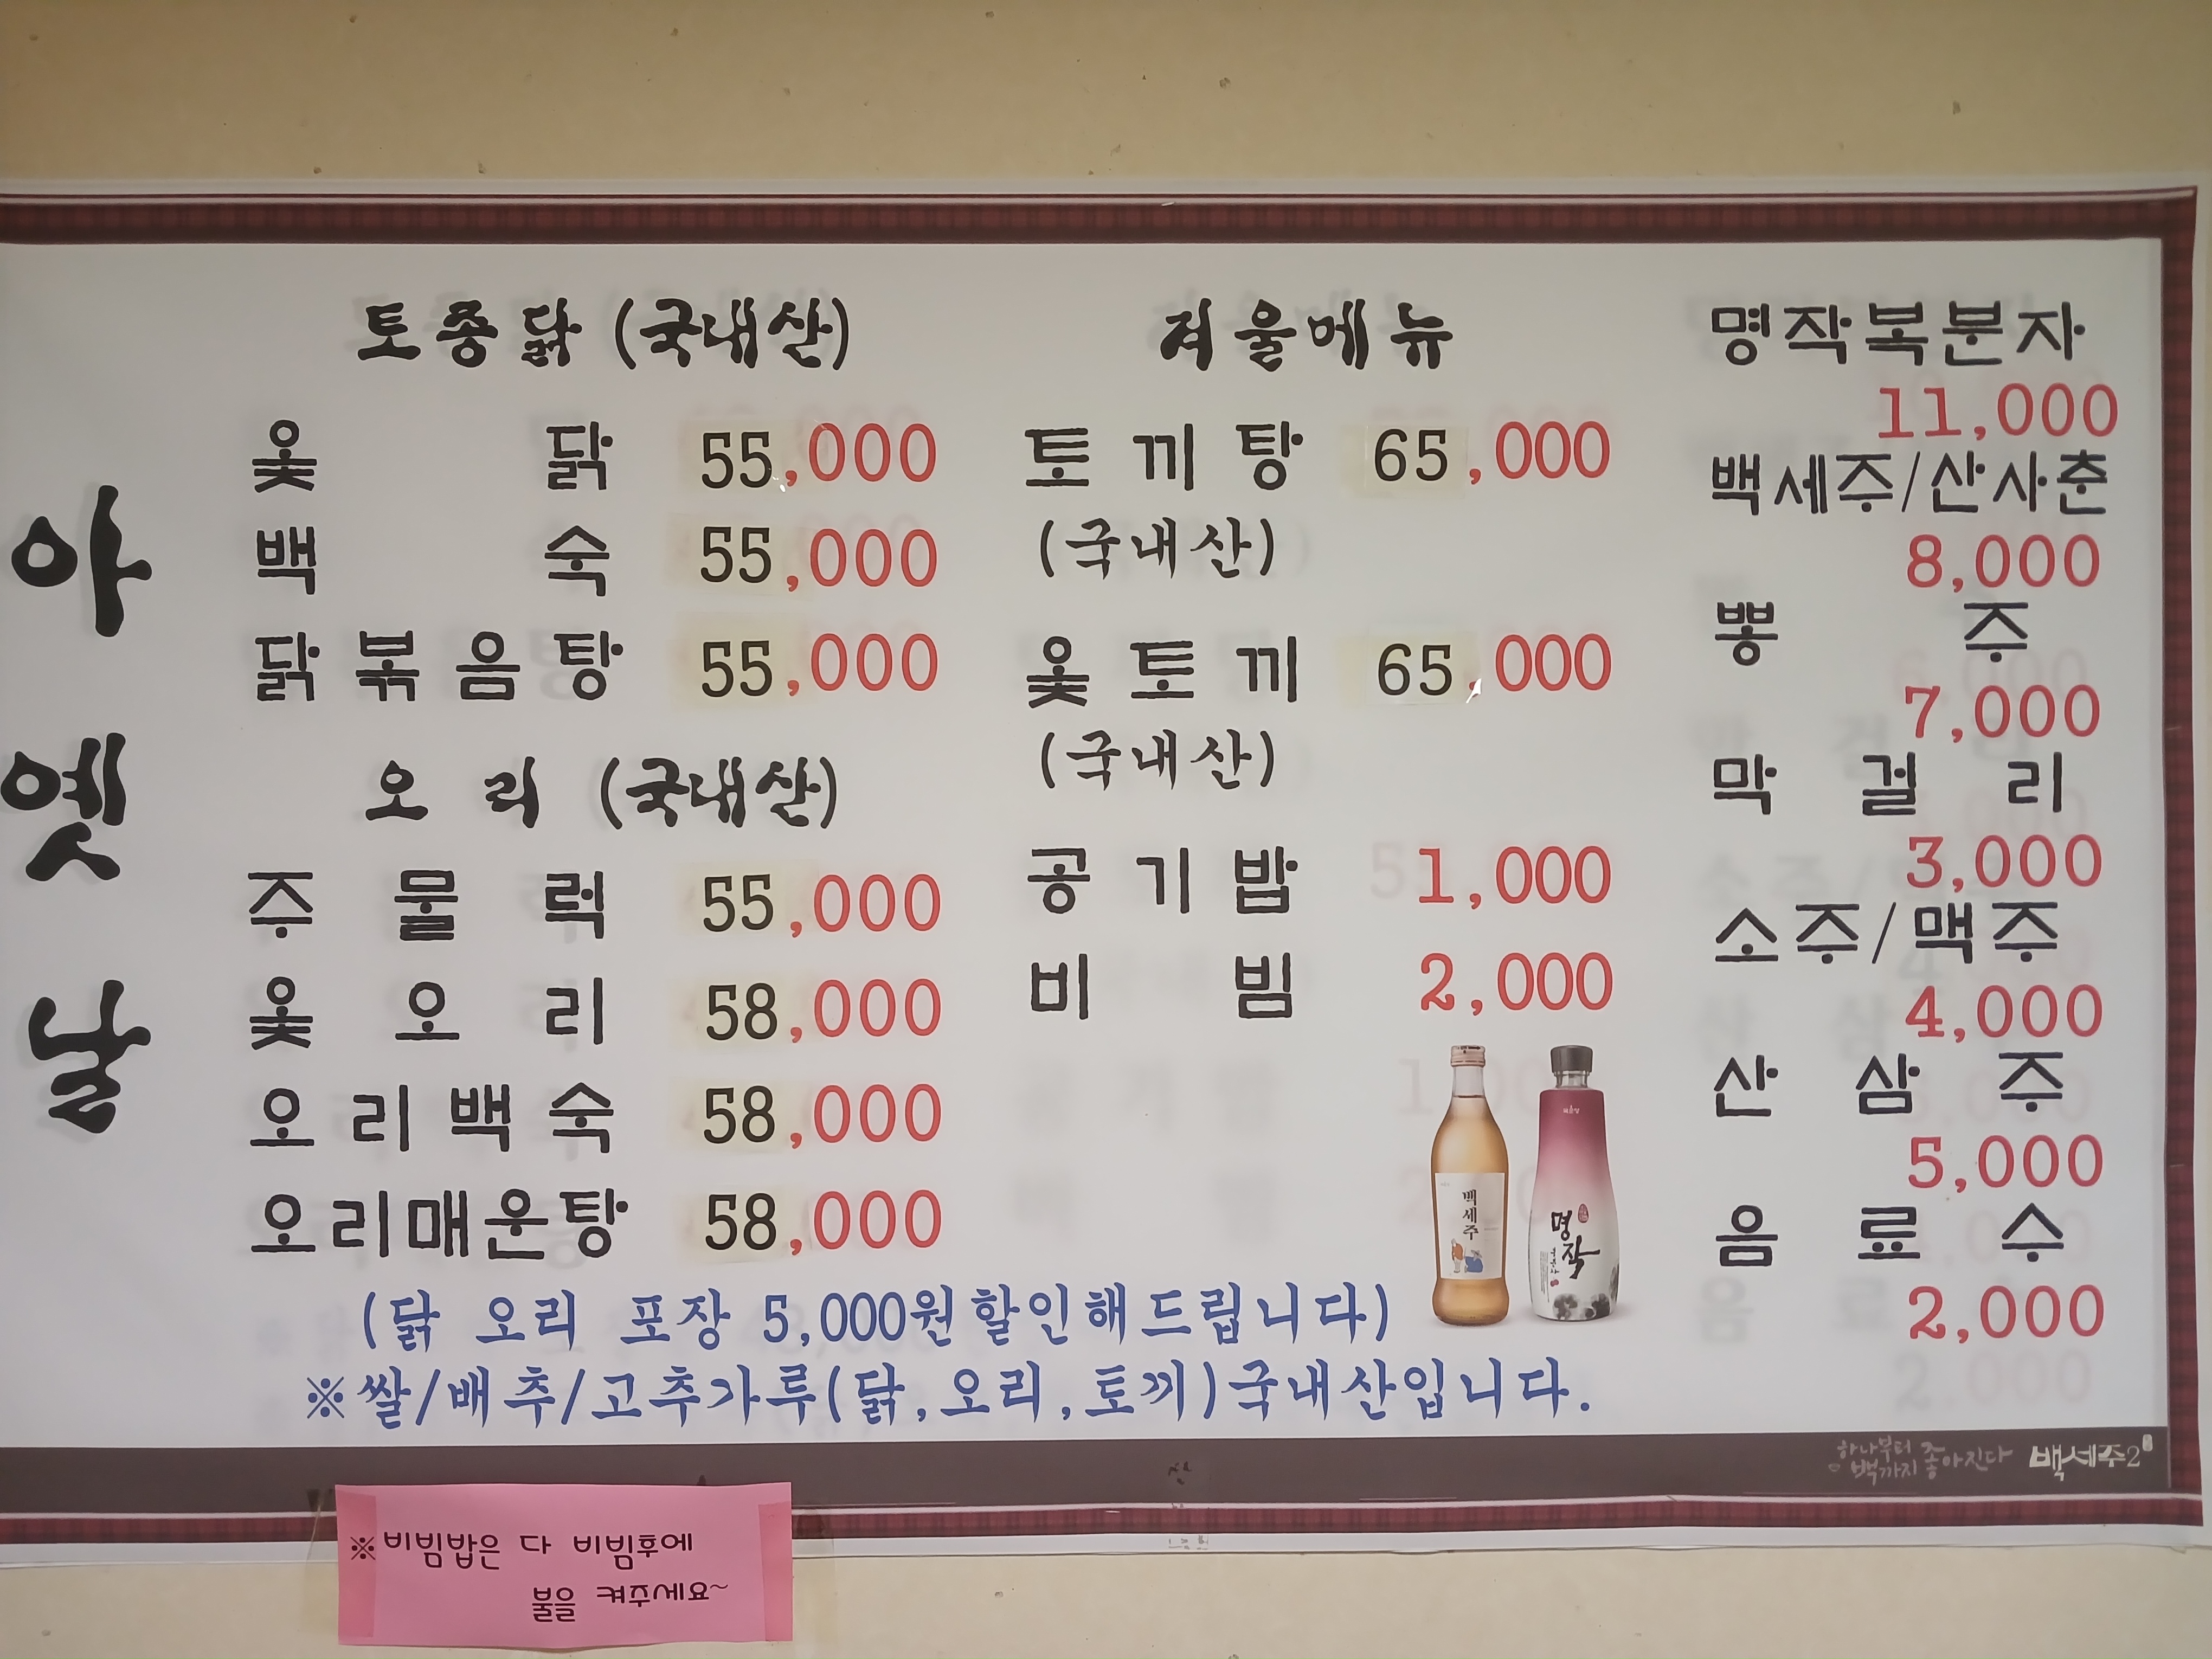 아 옛 날
토종닭 (국내산)
옻 닭 55,000
백 숙 55,000
닭볶음탕 55,000
오 리 (국내산)
주 물 럭 55,000
옻 오 리 58,000
오리백숙 58,000
오리매운탕 58,000
겨울메뉴
토 끼 탕 65,000
(국내산)
옻 토 끼 65,000
(국내산)
공 기 밥 1,000
비 빔 2,000
백세주
명작
명작복분자
11,000
백세주/산사춘
8,000
뽕 주
7,000
막 걸 리
3,000
소주/맥주
4,000
산 삼 주
5,000
음 료 수
2,000
(닭 오리 포장 5,000원할인해드립니다)
※쌀/배추/고추가루(닭,오리,토끼)국내산입니다.
하나부터
백까지 좋아진다 백세주2
※비빔밥은 다 비빔후에
불을 켜주세요~